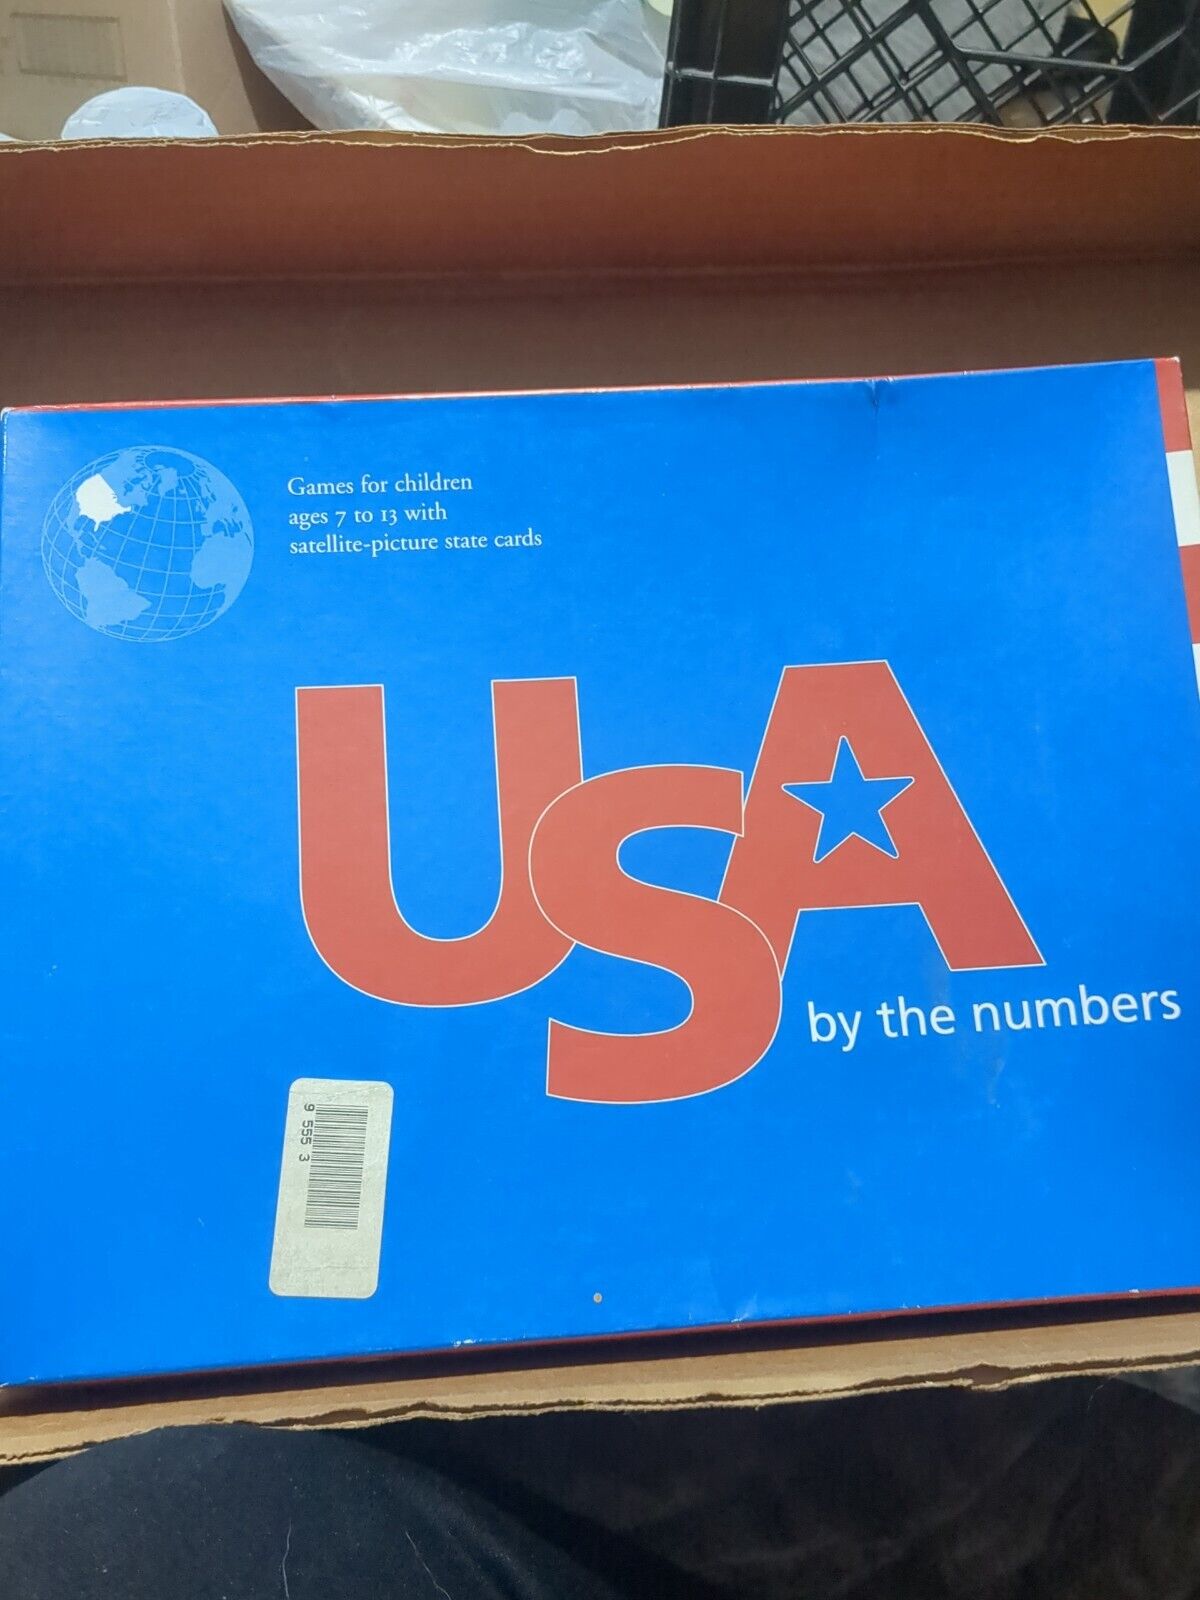 Games for children
ages 7 to 13 with
satellite-picture state cards
USA
by the numbers
9 555 3